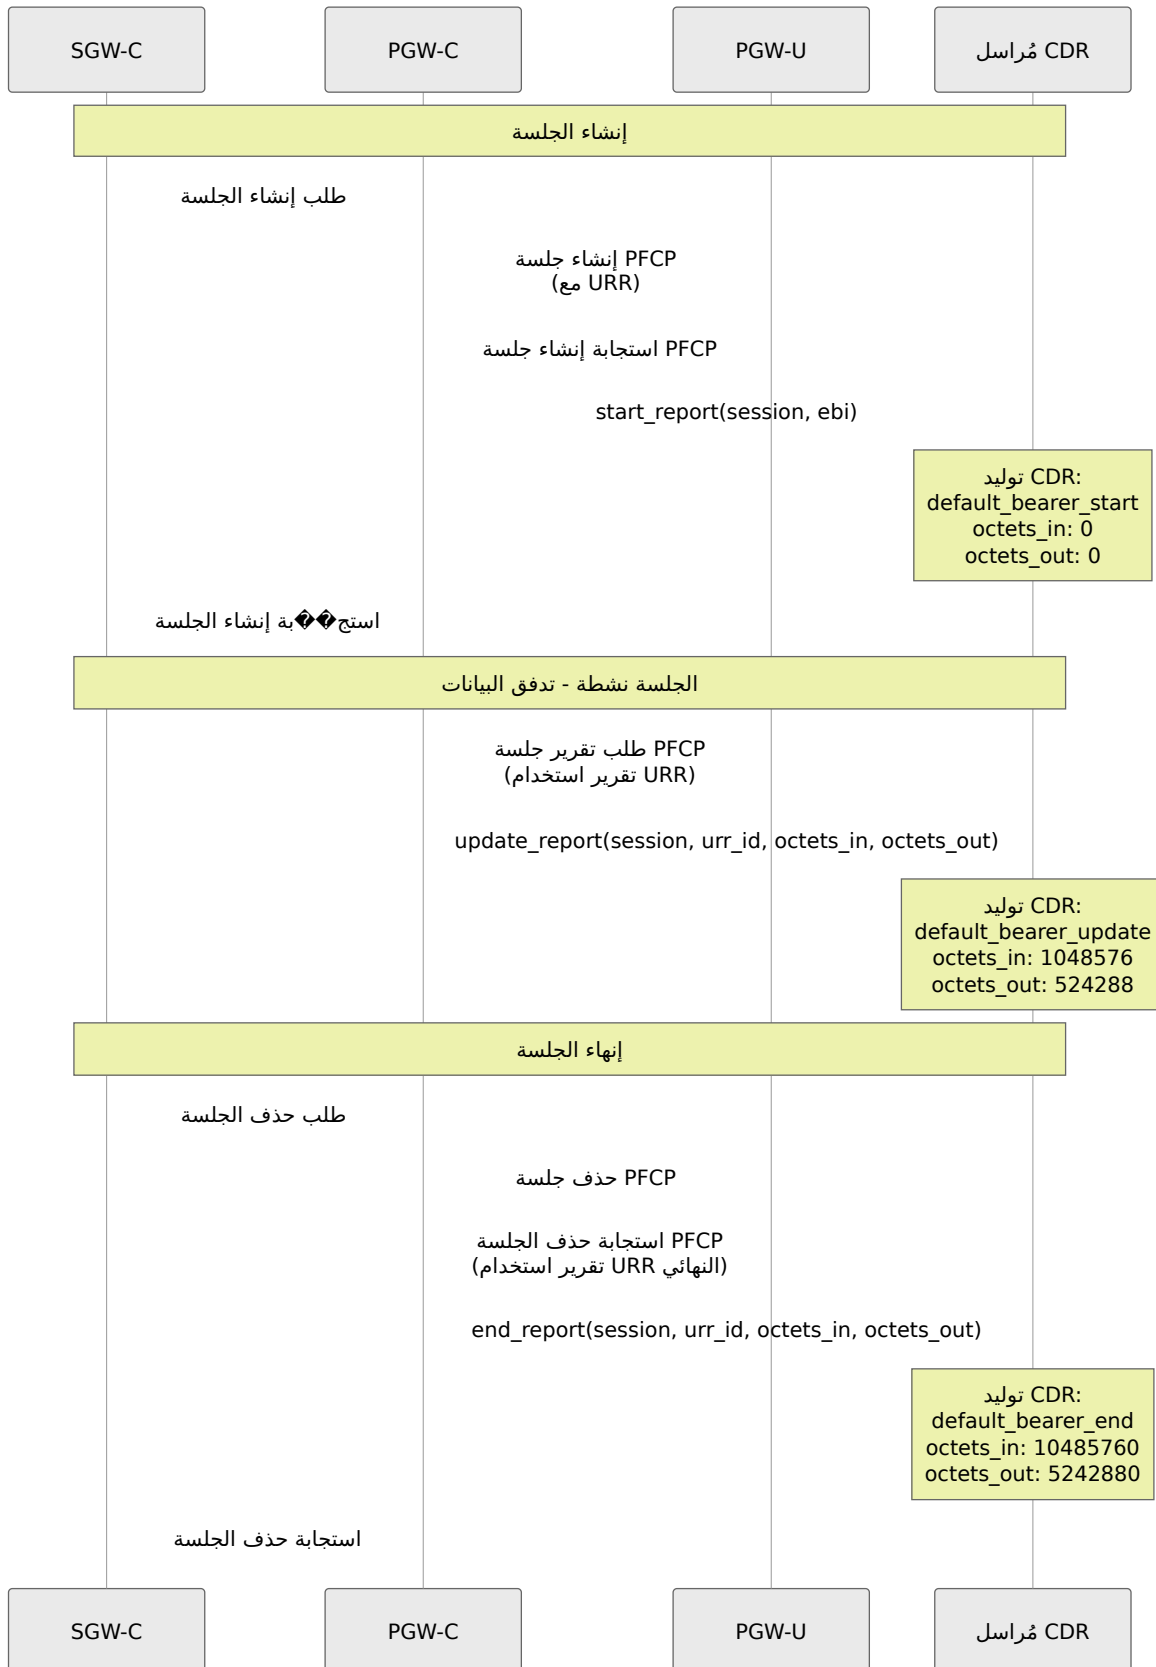 SGW-C
PGW-C
PGW-U
مُراسل CDR
إنشاء الجلسة
طلب إنشاء الجلسة
إنشاء جلسة PFCP
(مع URR)
استجابة إنشاء جلسة PFCP
start_report(session, ebi)
توليد CDR:
default_bearer_start
octets_in: 0
octets_out: 0
استج��بة إنشاء الجلسة
الجلسة نشطة - تدفق البيانات
طلب تقرير جلسة PFCP
(تقرير استخدام URR)
update_report(session, urr_id, octets_in, octets_out)
توليد CDR:
default_bearer_update
octets_in: 1048576
octets_out: 524288
إنهاء الجلسة
طلب حذف الجلسة
حذف جلسة PFCP
استجابة حذف الجلسة PFCP
(تقرير استخدام URR النهائي)
end_report(session, urr_id, octets_in, octets_out)
توليد CDR:
default_bearer_end
octets_in: 10485760
octets_out: 5242880
استجابة حذف الجلسة
SGW-C
PGW-C
PGW-U
مُراسل CDR